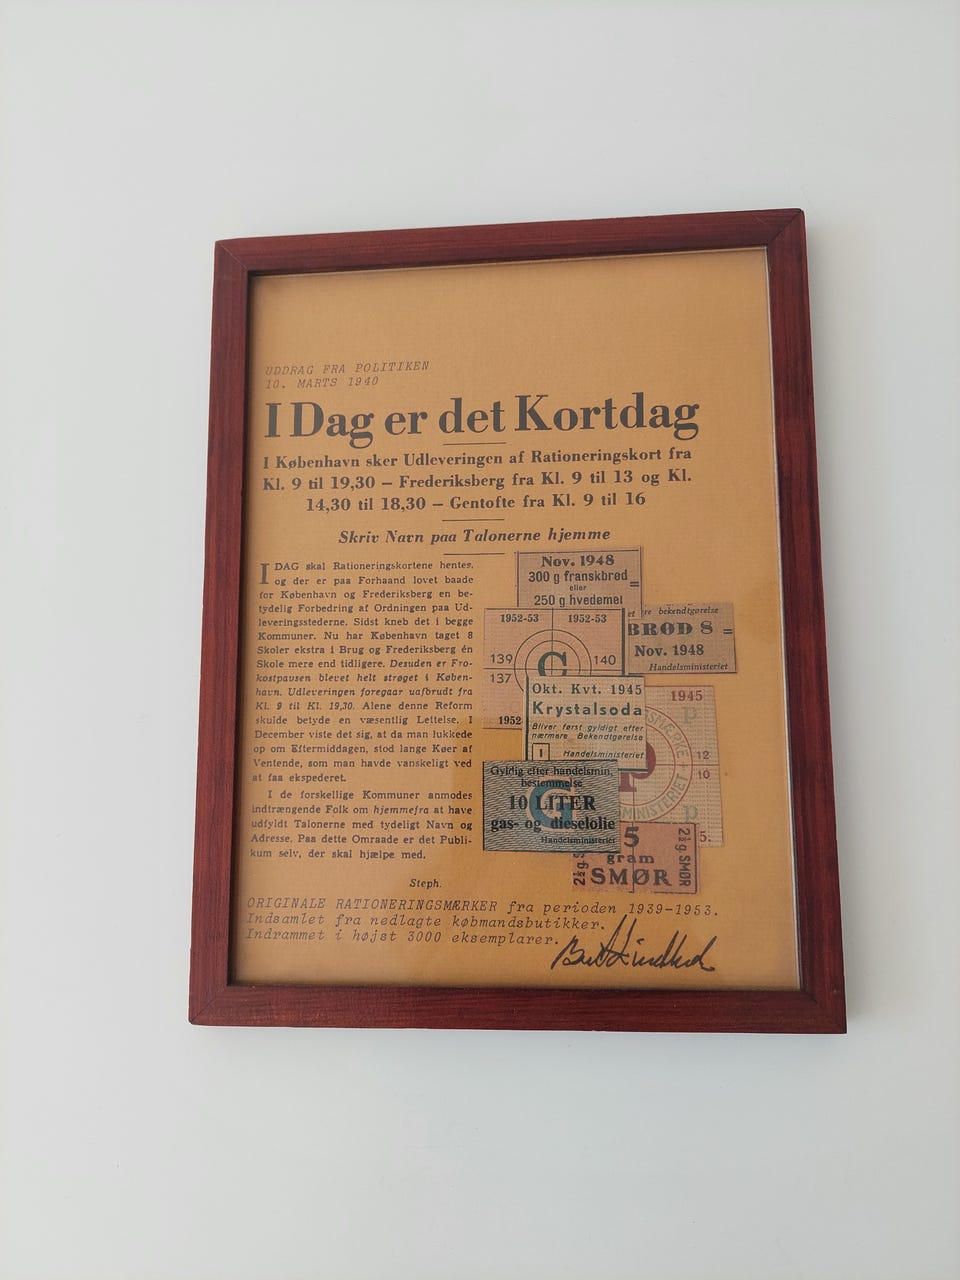 UDDRAG FRA POLITIKEN
10. MARTS 1940
I Dag er det Kortdag
I København sker Udleveringen af Rationeringskort fra
Kl. 9 til 19,30 — Frederiksberg fra Kl. 9 til 13 og Kl.
14,30 til 18,30 — Gentofte fra Kl. 9 til 16
Skriv Navn paa Talonerne hjemme
I DAG skal Rationeringskortene hentes,
og der er paa Forhaand lovet baade
for København og Frederiksberg en be-
tydelig Forbedring af Ordningen paa Ud-
leveringsstederne. Sidst kneb det i begge
Kommuner. Nu har København taget 8
Skoler ekstra i Brug og Frederiksberg én
Skole mere end tidligere. Desuden er Fro-
kostpausen blevet helt strøget i Køben-
havn. Udleveringen foregaar uafbrudt fra
Kl. 9 til Kl. 19,30. Alene denne Reform
skulde betyde en væsentlig Lettelse. I
December viste det sig, at da man lukkede
op om Eftermiddagen, stod lange Køer af
Ventende, som man havde vanskeligt ved
at faa ekspederet.
I de forskellige Kommuner anmodes
indtrængende Folk om hjemmefra at have
udfyldt Talonerne med tydeligt Navn og
Adresse. Paa dette Omraade er det Publi-
kum selv, der skal hjælpe med.
Steph.
Nov. 1948
300 g franskbrød
eller
250 g hvedemel
bekendtgørelse
BRØD 8
Nov. 1948
Handelsministeriet
1952-53 1952-53
139 G 140
137
1952
Okt. Kvt. 1945
Krystalsoda
Bliver først gyldigt efter
nærmere Bekendtgørelse
1 Handelsministeriet
1945
P
12
10
MINISTERIET
P
5.
Gyldig efter handelsmin.
bestemmelse
G
10 LITER
gas- og dieselolie
Handelsministeriet
5
gram
SMØR
2½ g SMØR
ORIGINALE RATIONERINGSMÆRKER fra perioden 1939-1953.
Indsamlet fra nedlagte købmandsbutikker.
Indrammet i højst 3000 eksemplarer.